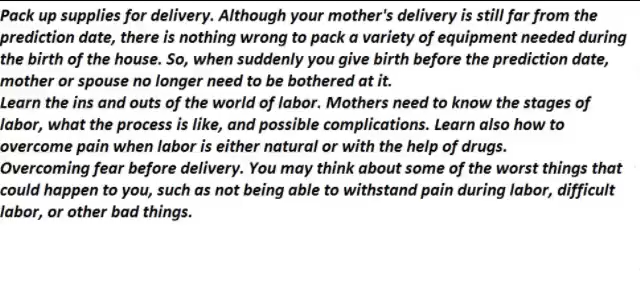 Pack up supplies for delivery. Although your mother's delivery is still far from the
prediction date, there is nothing wrong to pack a variety of equipment needed during
the birth of the house. So, when suddenly you give birth before the prediction date,
mother or spouse no longer need to be bothered at it.
Learn the ins and outs of the world of labor. Mothers need to know the stages of
labor, what the process is like, and possible complications. Learn also how to
overcome pain when labor is either natural or with the help of drugs.
Overcoming fear before delivery. You may think about some of the worst things that
could happen to you, such as not being able to withstand pain during labor, difficult
labor, or other bad things.